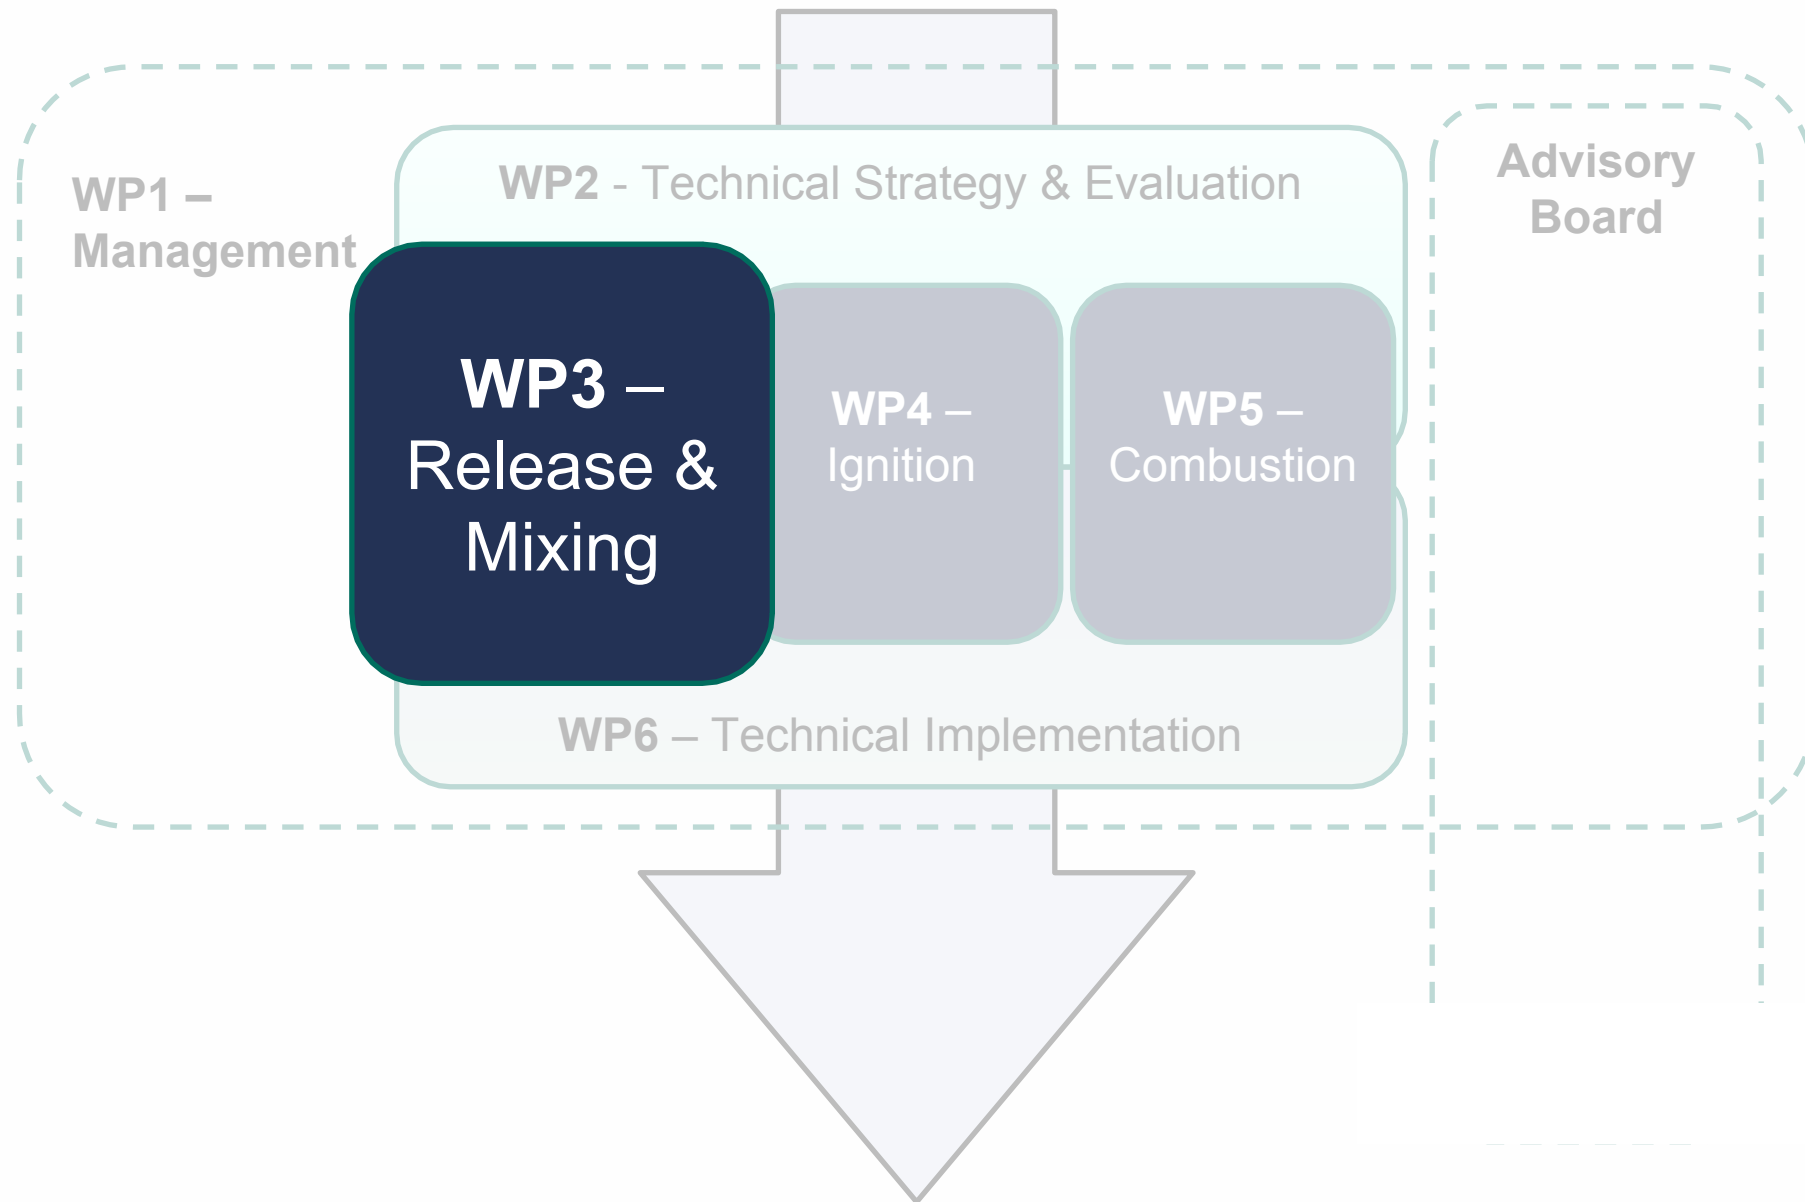 WP1 –
Management
WP2 - Technical Strategy & Evaluation
Advisory
Board
WP3 –
Release &
Mixing
WP4 –
Ignition
WP5 –
Combustion
WP6 – Technical Implementation